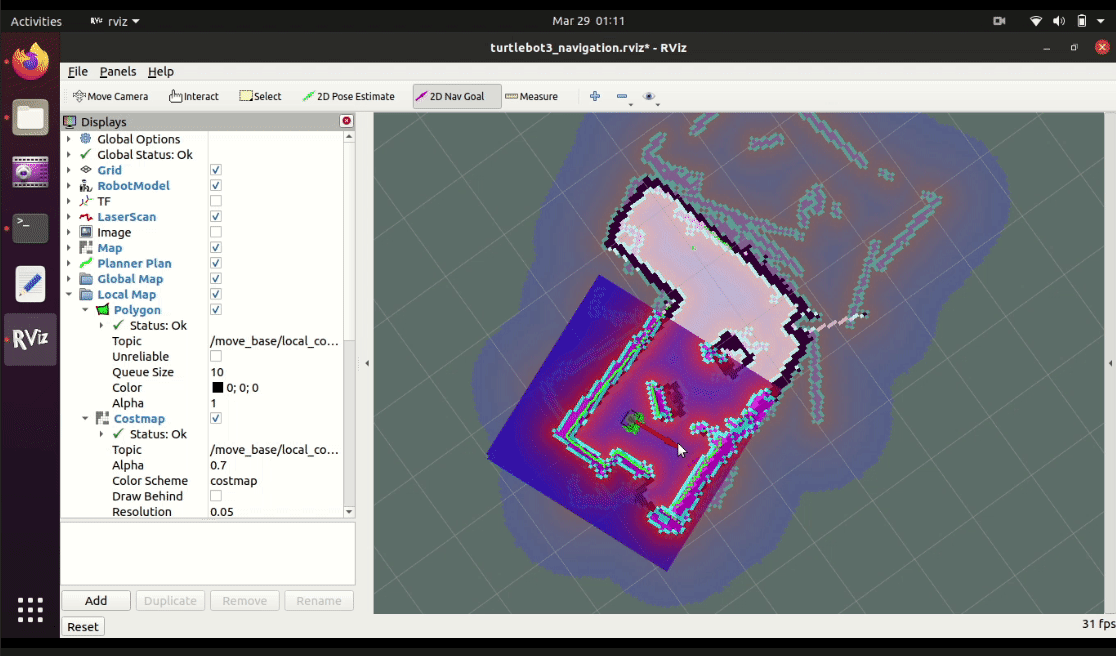 Activities RViz rviz Mar 29 01:11
turtlebot3_navigation.rviz* - RViz
File Panels Help
Move Camera Interact Select 2D Pose Estimate 2D Nav Goal Measure
Displays
Global Options
Global Status: Ok
Grid
RobotModel
TF
LaserScan
Image
Map
Planner Plan
Global Map
Local Map
Polygon
Status: Ok
Topic /move_base/local_co...
Unreliable
Queue Size 10
Color 0; 0; 0
Alpha 1
Costmap
Status: Ok
Topic /move_base/local_co...
Alpha 0.7
Color Scheme costmap
Draw Behind
Resolution 0.05
RViz
Add Duplicate Remove Rename
Reset
31 fps